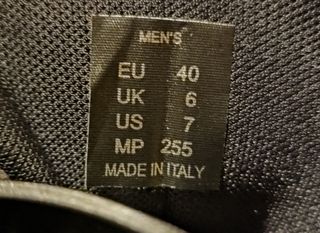 MEN'S
EU 40
UK 6
US 7
MP 255
MADE IN ITALY